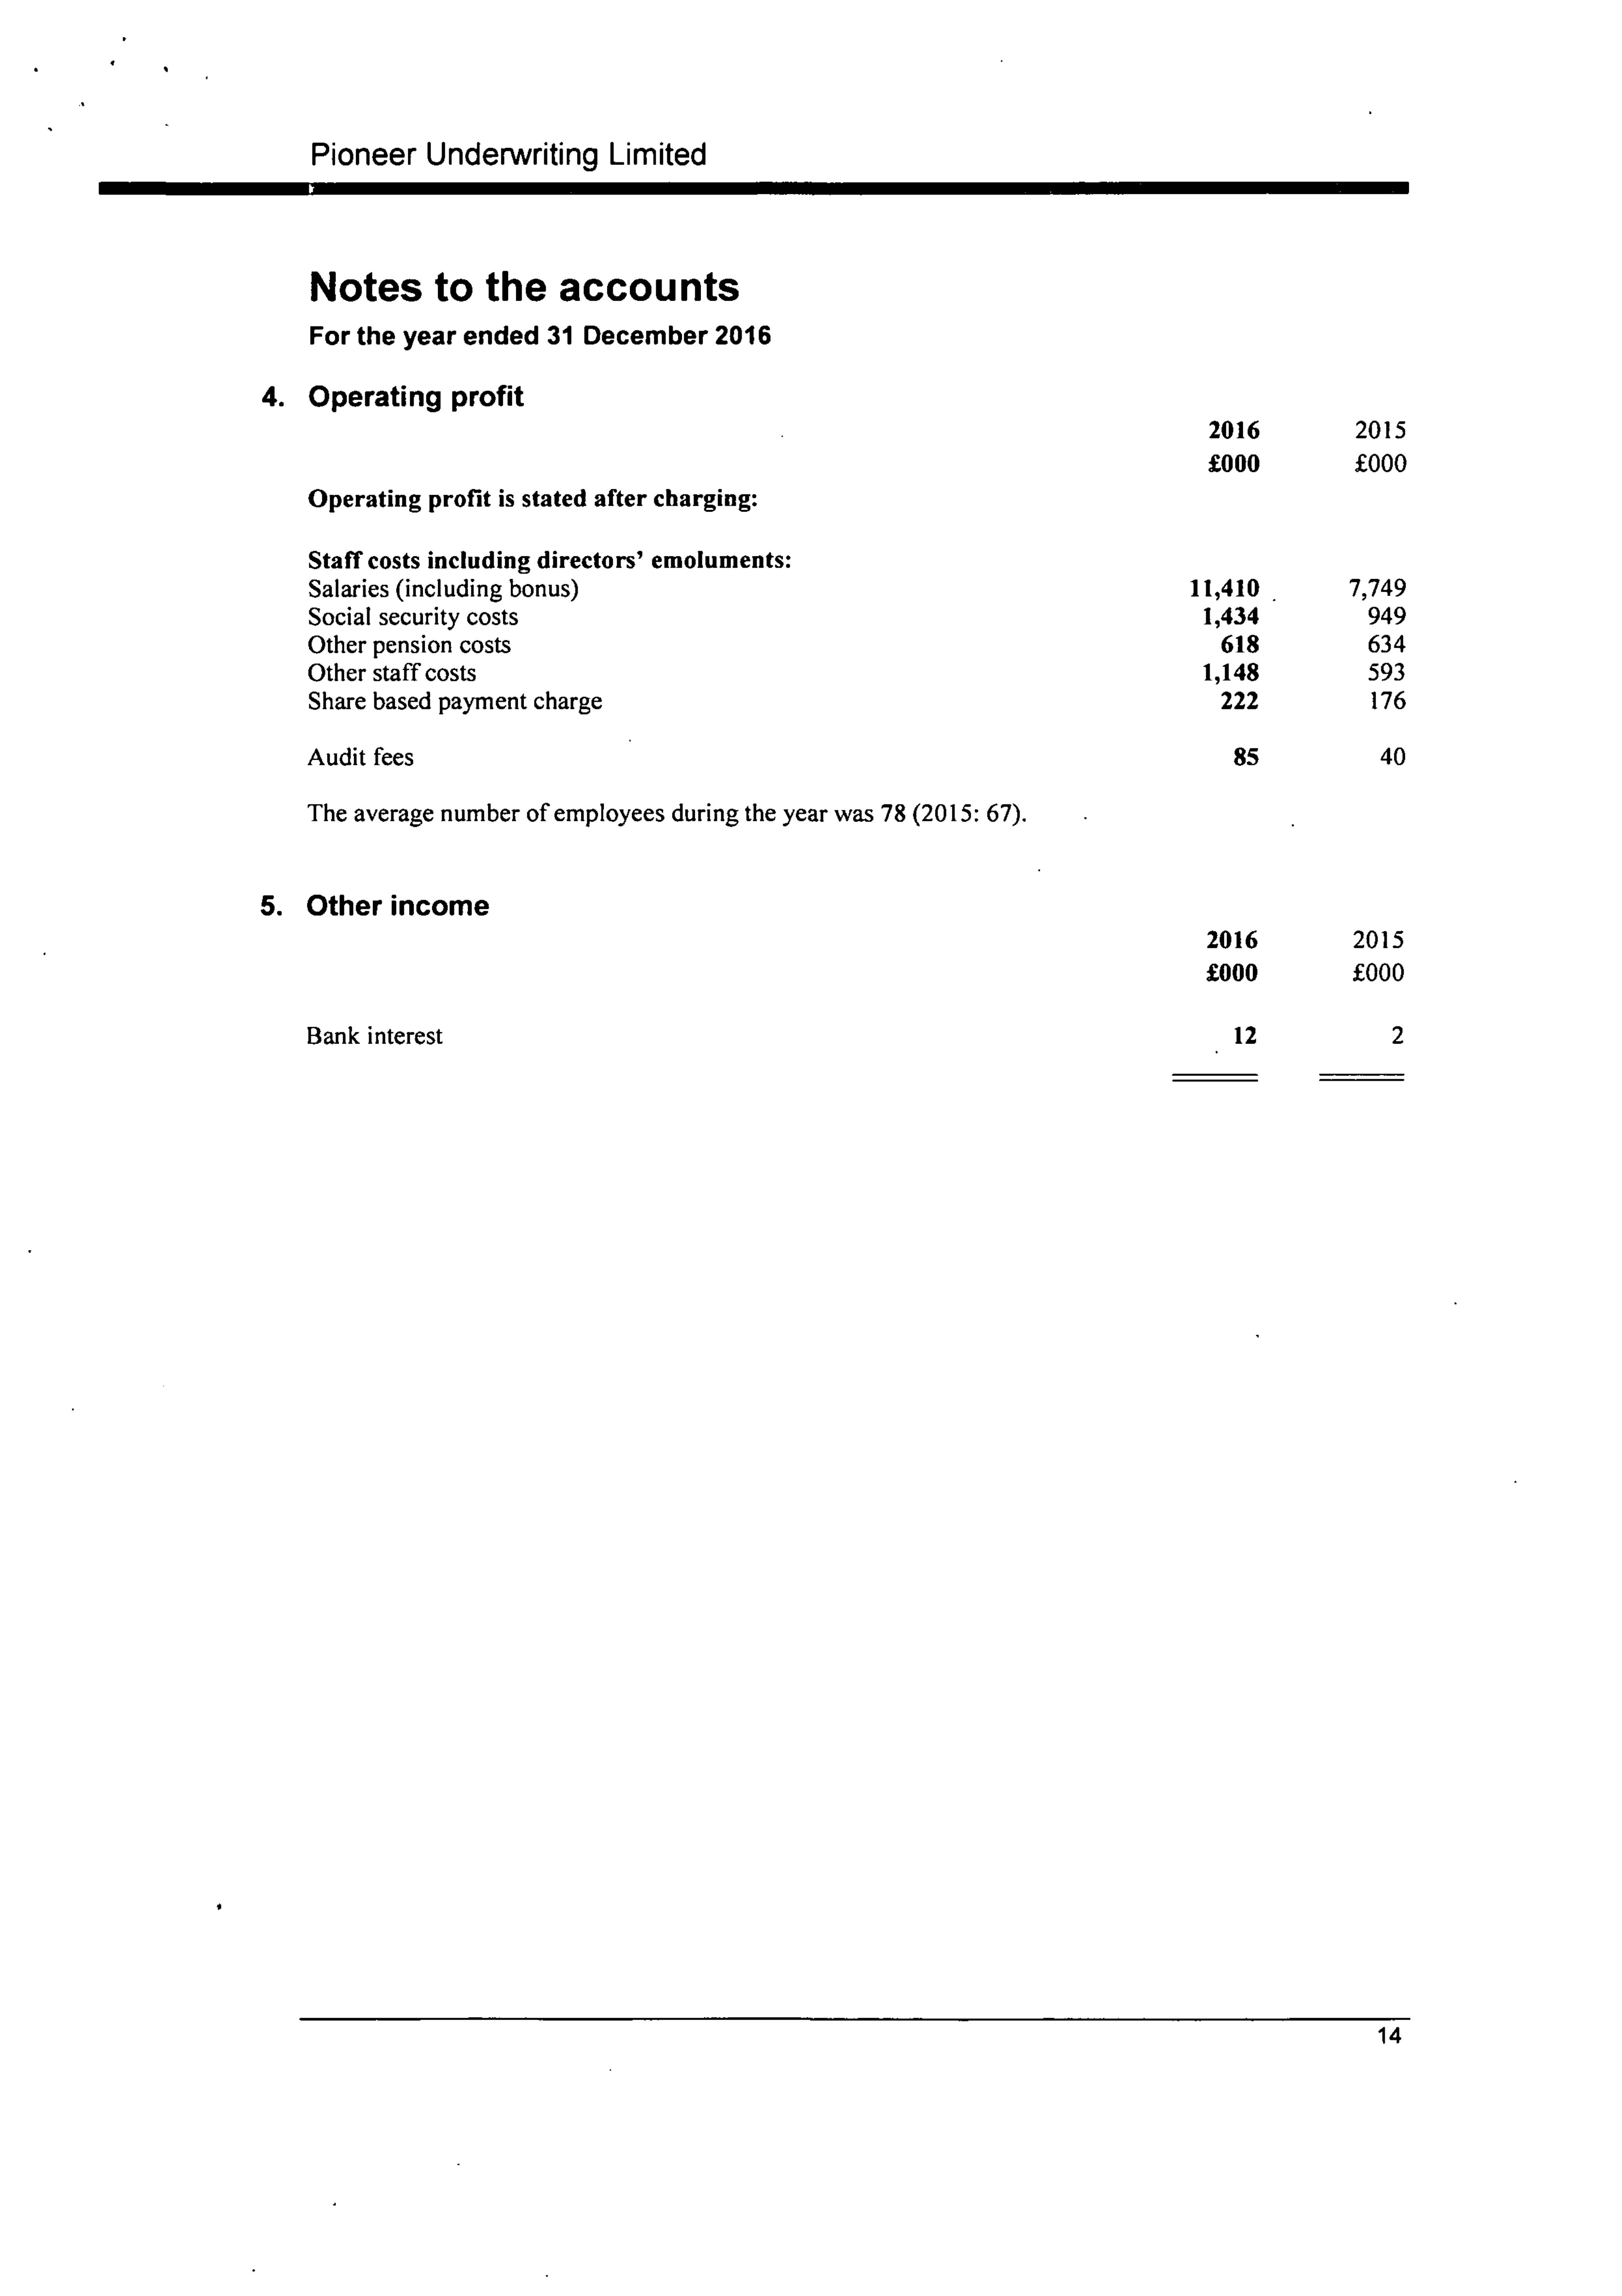 Pioneer Underwriting Limited
Notes to the accounts
For the year ended 31 December 2016
4. Operating profit
2016 2015
£000 £000
Operating profit is stated after charging:
Staff costs including directors' emoluments:
Salaries (including bonus) 11,410 7,749
Social security costs 1,434 949
Other pension costs 618 634
Other staff costs 1,148 593
Share based payment charge 222 176
Audit fees 85 40
The average number of employees during the year was 78 (2015: 67).
5. Other income
2016 2015
£000 £000
Bank interest 12 2
14